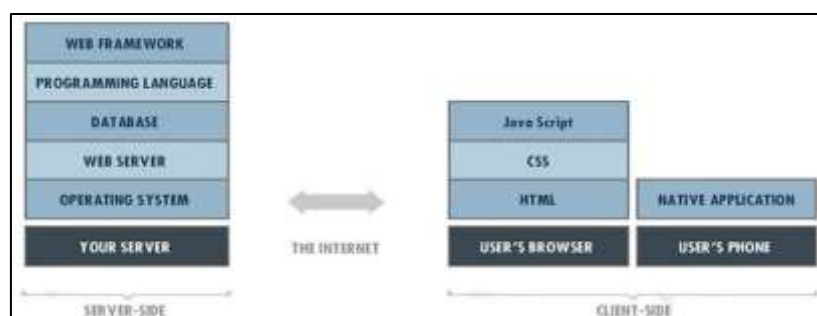 WEB FRAMEWORK
PROGRAMMING LANGUAGE
DATABASE
WEB SERVER
OPERATING SYSTEM
YOUR SERVER
SERVER-SIDE
THE INTERNET
Java Script
CSS
HTML
USER'S BROWSER
NATIVE APPLICATION
USER'S PHONE
CLIENT-SIDE